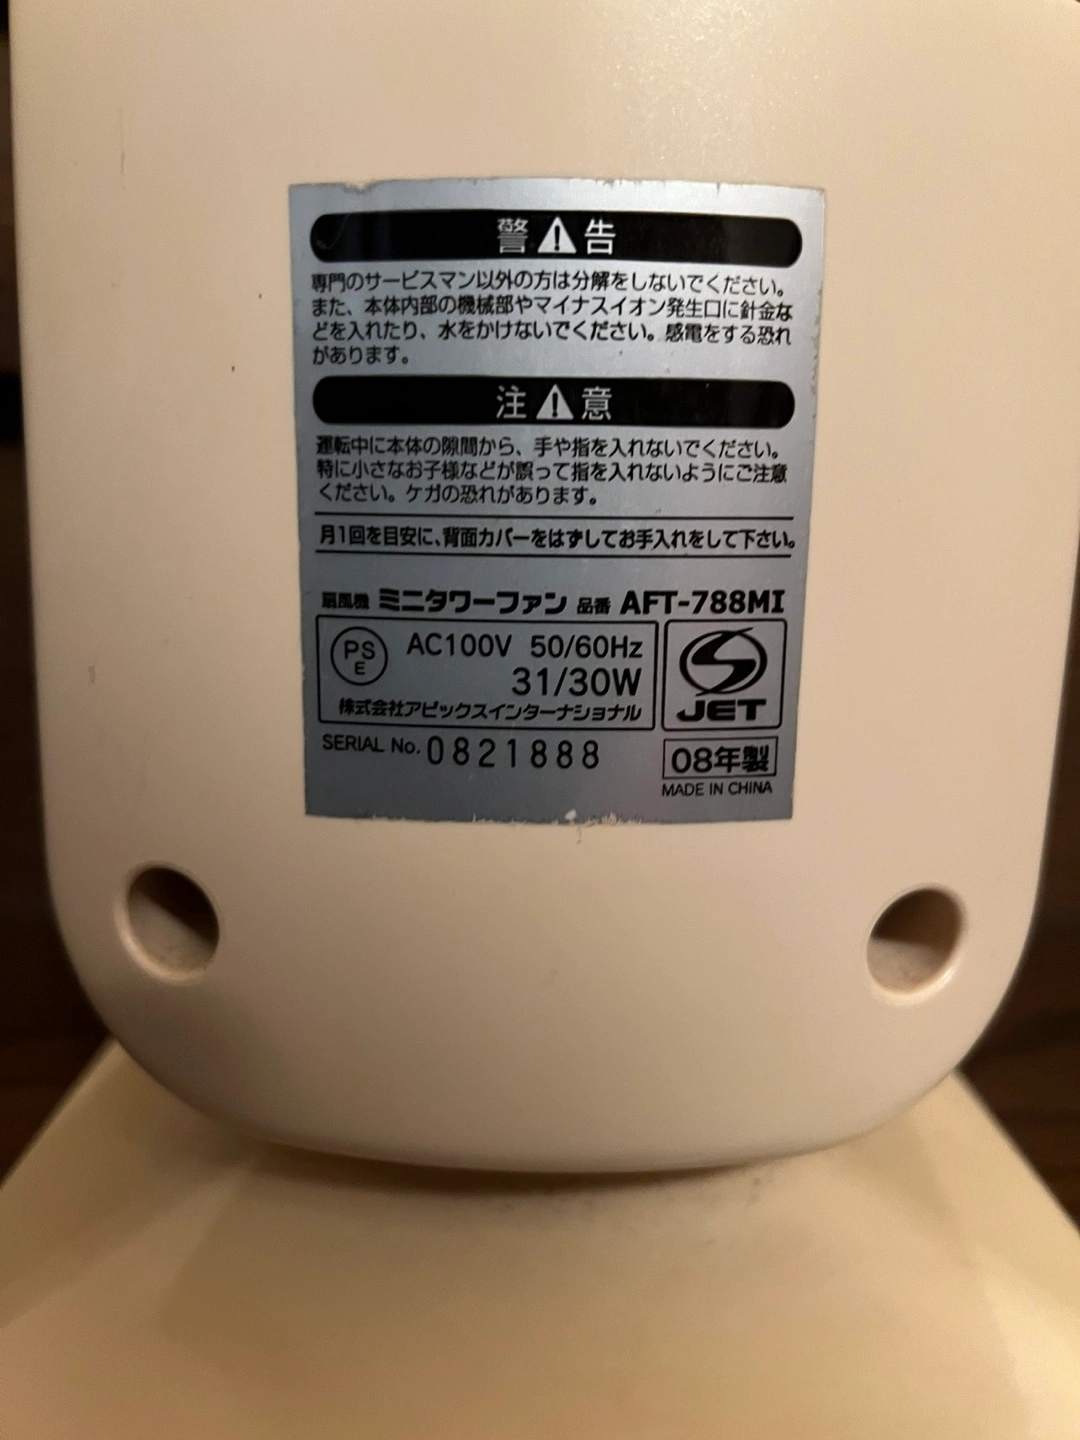 警⚠告
専門のサービスマン以外の方は分解をしないでください。
また、本体内部の機械部やマイナスイオン発生口に針金な
どを入れたり、水をかけないでください。感電をする恐れ
があります。
注⚠意
運転中に本体の隙間から、手や指を入れないでください。
特に小さなお子様などが誤って指を入れないようにご注意
ください。ケガの恐れがあります。
月1回を目安に、背面カバーをはずしてお手入れをして下さい。
扇風機 ミニタワーファン 品番 AFT-788MI
PSE AC100V 50/60Hz
31/30W
株式会社アピックスインターナショナル
JET
SERIAL No. 0821888
08年製
MADE IN CHINA